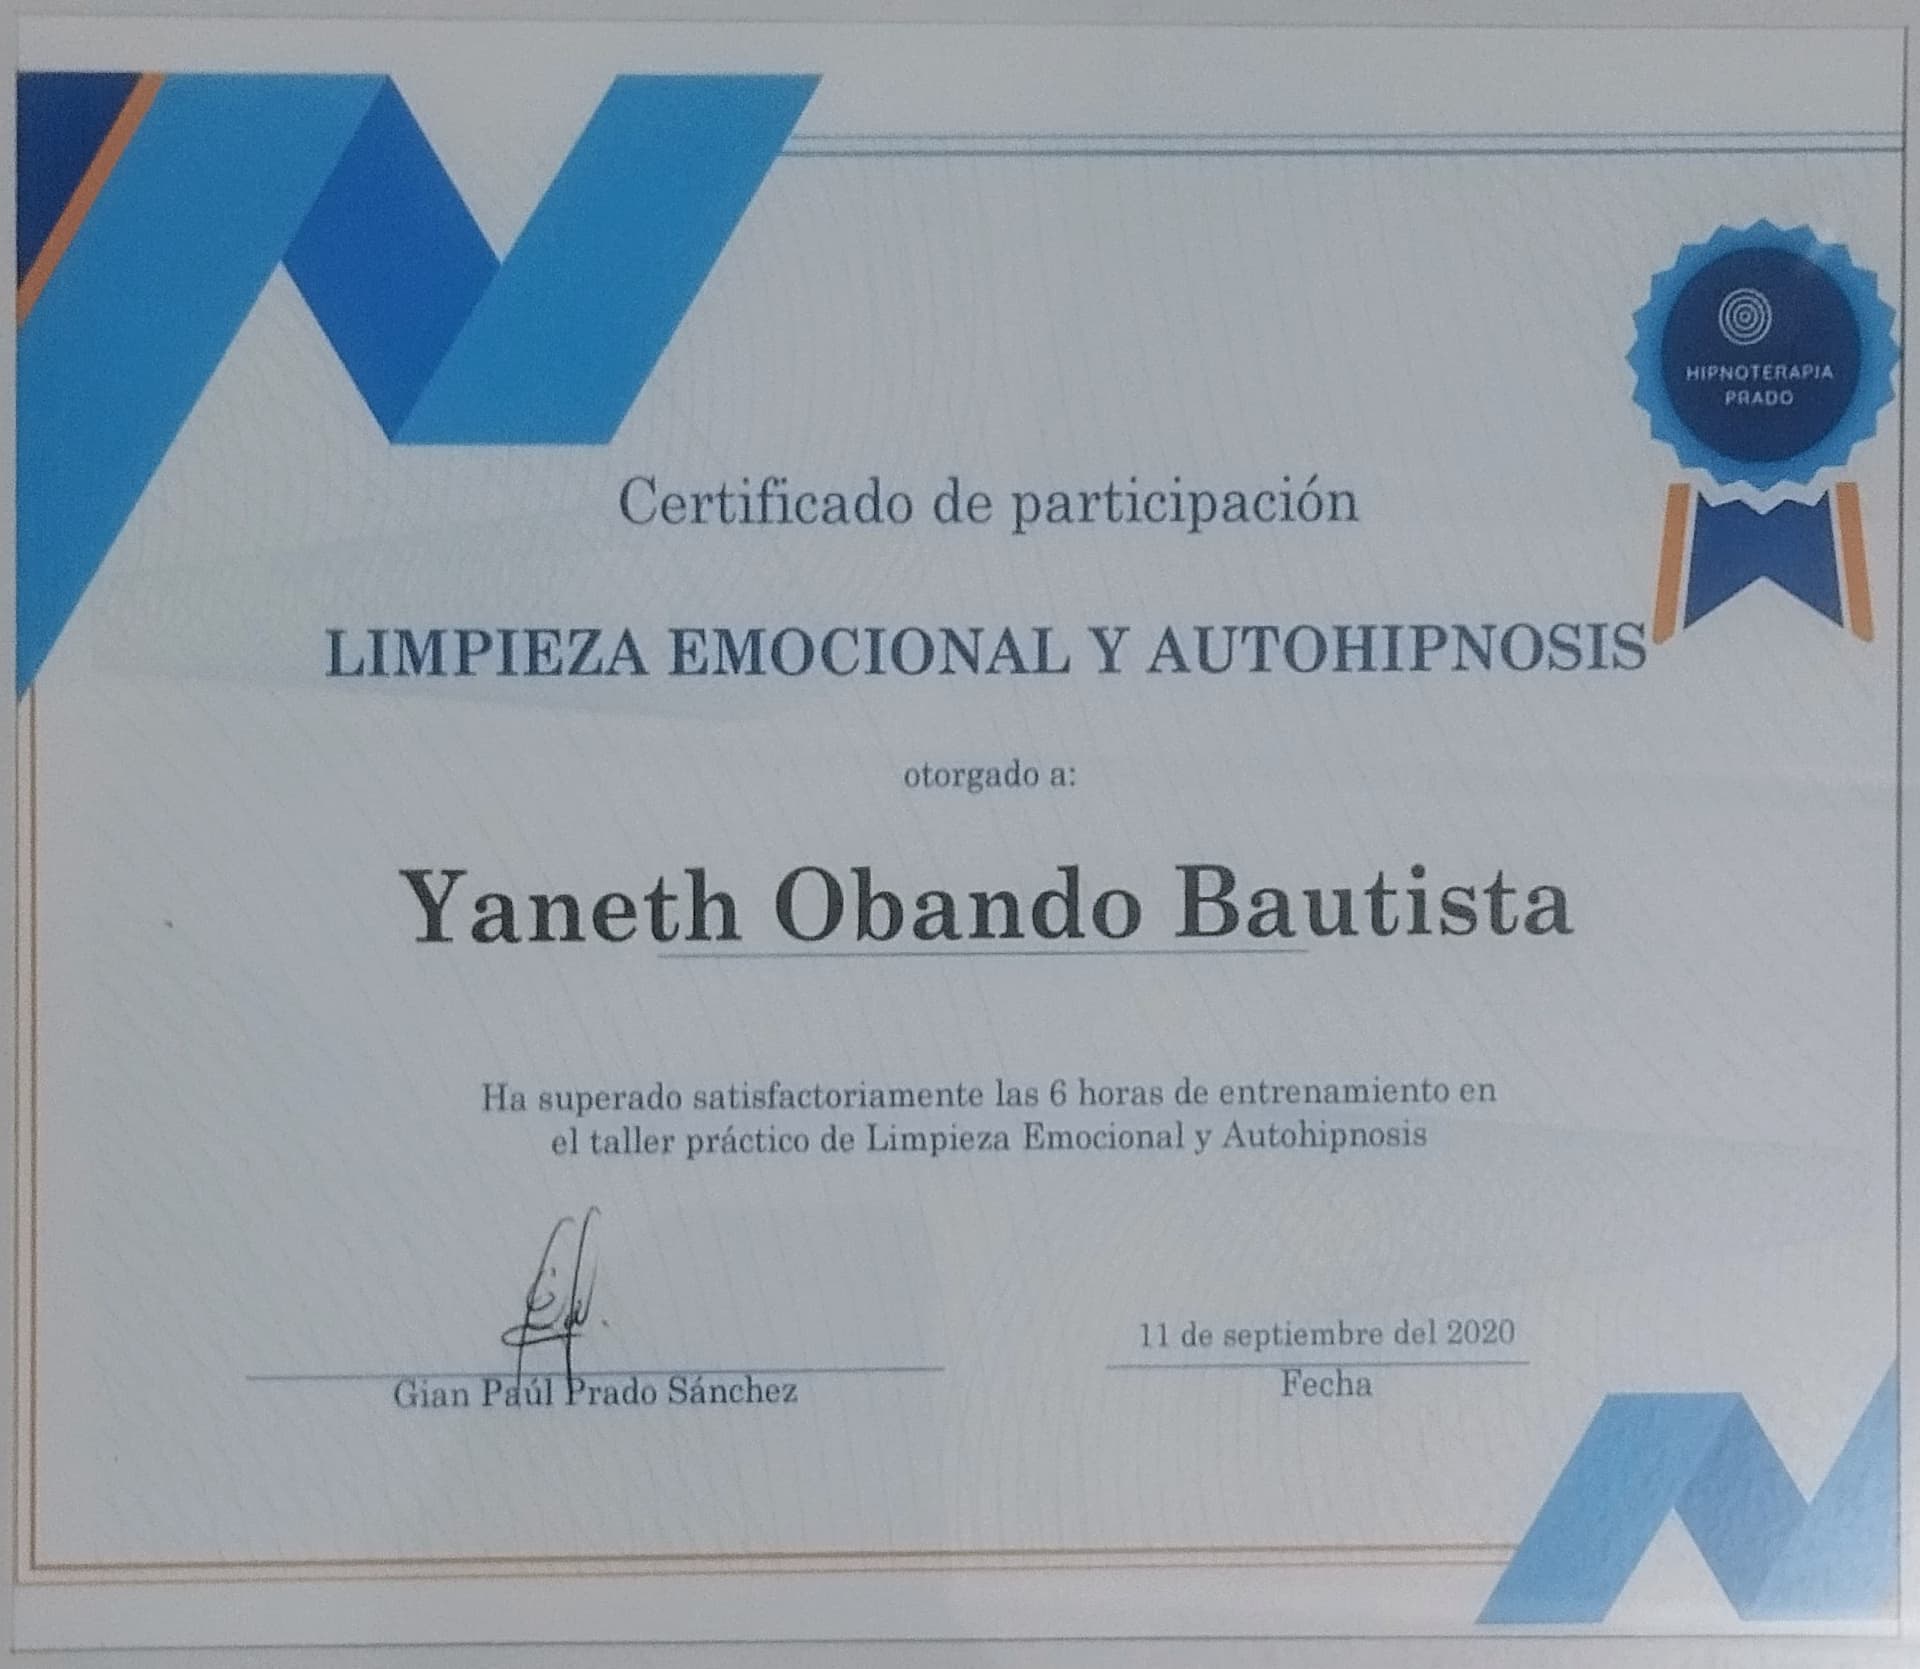 HIPNOTERAPIA
PRADO
Certificado de participación
LIMPIEZA EMOCIONAL Y AUTOHIPNOSIS
otorgado a:
Yaneth Obando Bautista
Ha superado satisfactoriamente las 6 horas de entrenamiento en
el taller práctico de Limpieza Emocional y Autohipnosis
Gian Paúl Prado Sánchez
11 de septiembre del 2020
Fecha